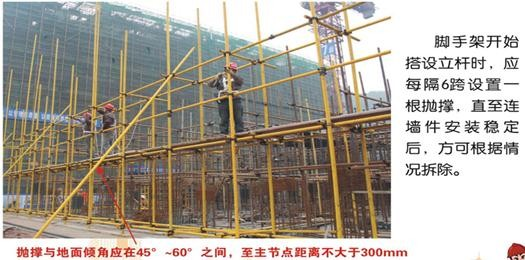 脚手架开始
搭设立杆时，应
每隔6跨设置一
根抛撑，直至连
墙件安装稳定
后，方可根据情
况拆除。
抛撑与地面倾角应在45°~60°之间，至主节点距离不大于300mm